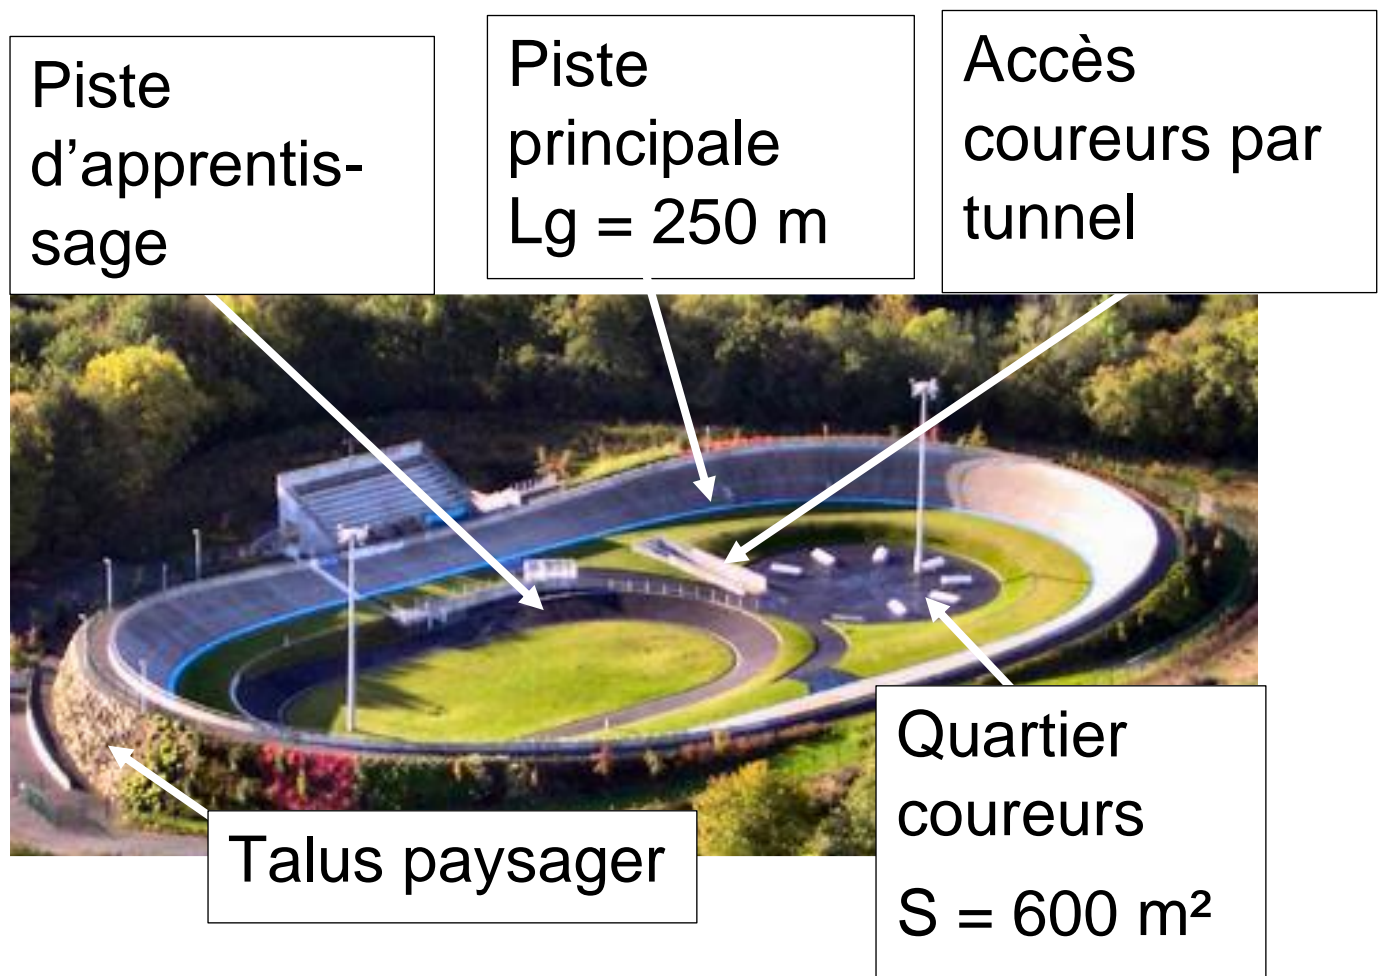 Piste
d'apprentis-
sage
Piste
principale
Lg = 250 m
Accès
coureurs par
tunnel
Talus paysager
Quartier
coureurs
S = 600 m²